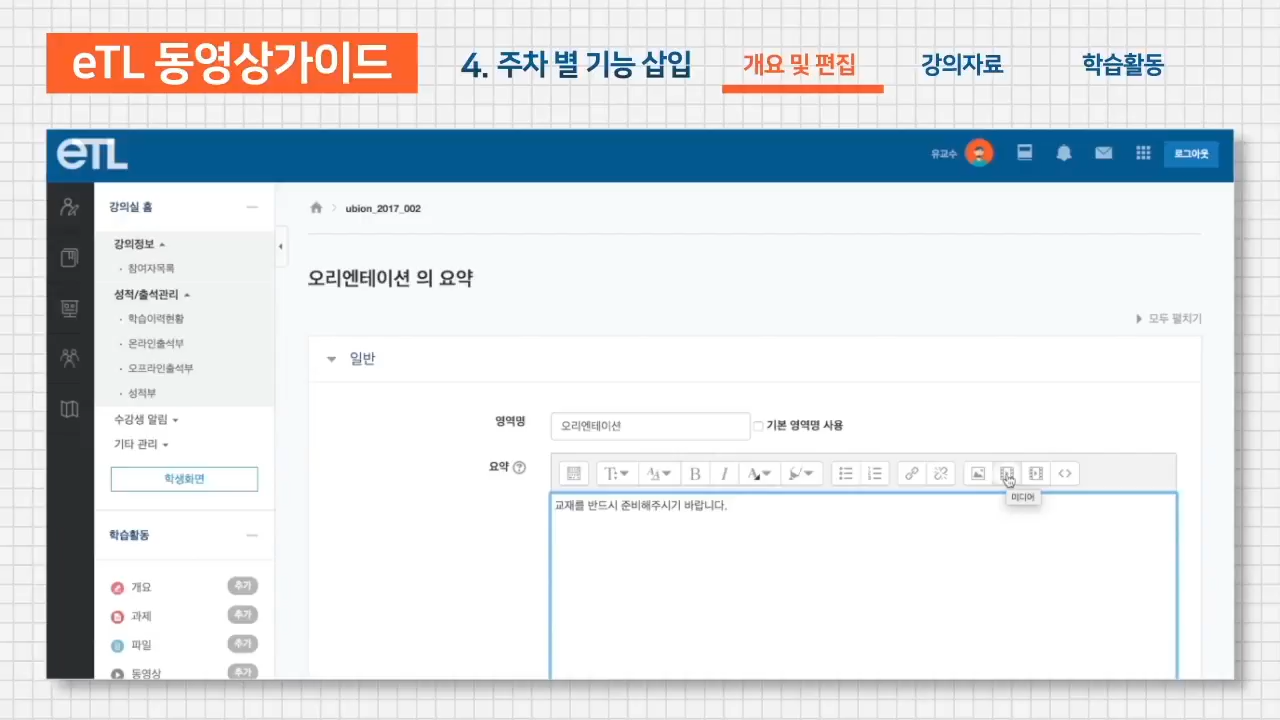 eTL 동영상가이드
4. 주차 별 기능 삽입
개요 및 편집
강의자료
학습활동
eTL
유교수
로그아웃
강의실 홈
강의정보
참여자목록
성적/출석관리
학습이력현황
온라인출석부
오프라인출석부
성적부
수강생 알림
기타 관리
학생화면
학습활동
개요
추가
과제
추가
파일
추가
동영상
추가
ubion_2017_002
오리엔테이션 의 요약
모두 펼치기
일반
영역명
오리엔테이션
기본 영역명 사용
요약
B I
미디어
교재를 반드시 준비해주시기 바랍니다.